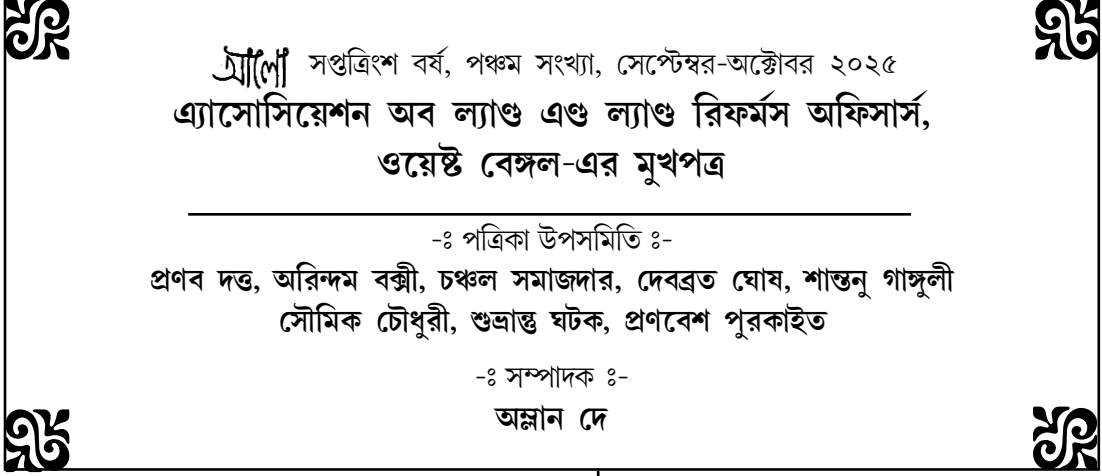 আলো সপ্তত্রিংশ বর্ষ, পঞ্চম সংখ্যা, সেপ্টেম্বর-অক্টোবর ২০২৫
এ্যাসোসিয়েশন অব ল্যাণ্ড এণ্ড ল্যাণ্ড রিফর্মস অফিসার্স,
ওয়েষ্ট বেঙ্গল-এর মুখপত্র
-ঃ পত্রিকা উপসমিতি ঃ-
প্রণব দত্ত, অরিন্দম বক্সী, চঞ্চল সমাজদার, দেবব্রত ঘোষ, শান্তনু গাঙ্গুলী
সৌমিক চৌধুরী, শুভ্রান্তু ঘটক, প্রণবেশ পুরকাইত
-ঃ সম্পাদক ঃ-
অম্লান দে